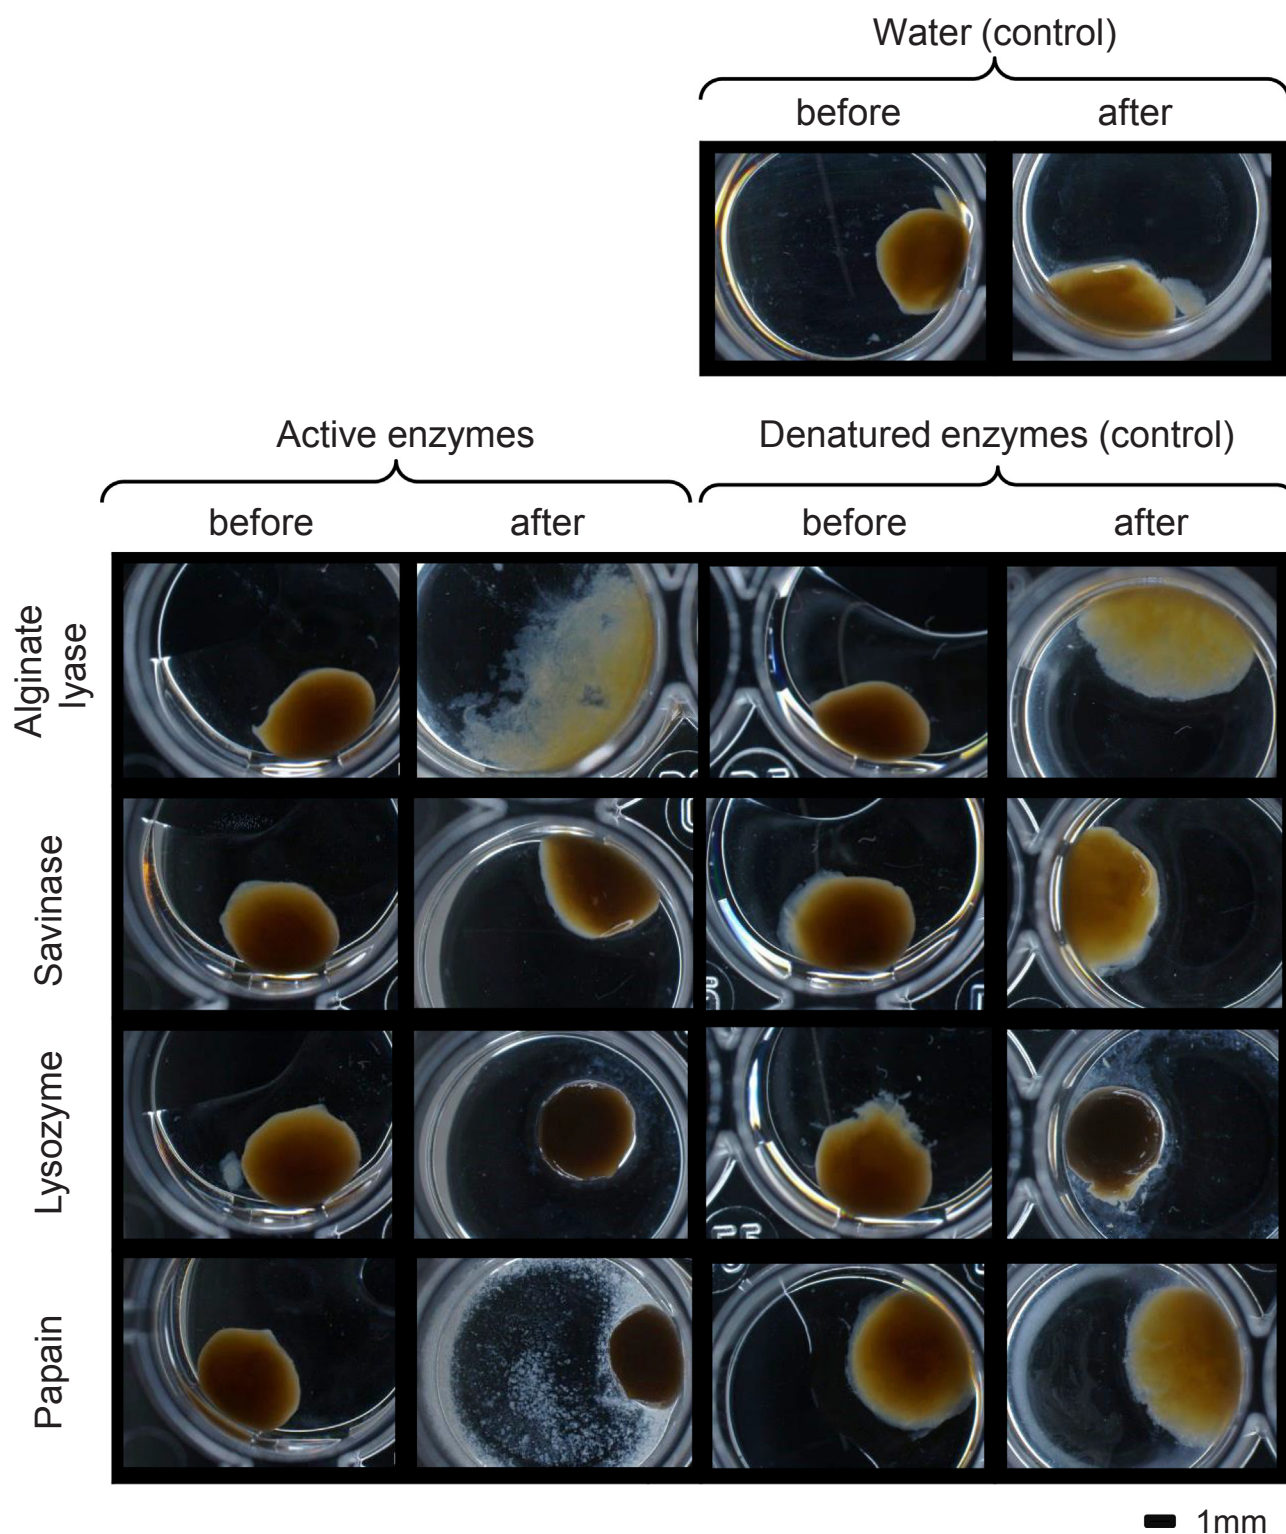 Water (control)
before after
Active enzymes Denatured enzymes (control)
before after before after
Alginate
lyase
Savinase
Lysozyme
Papain
1mm